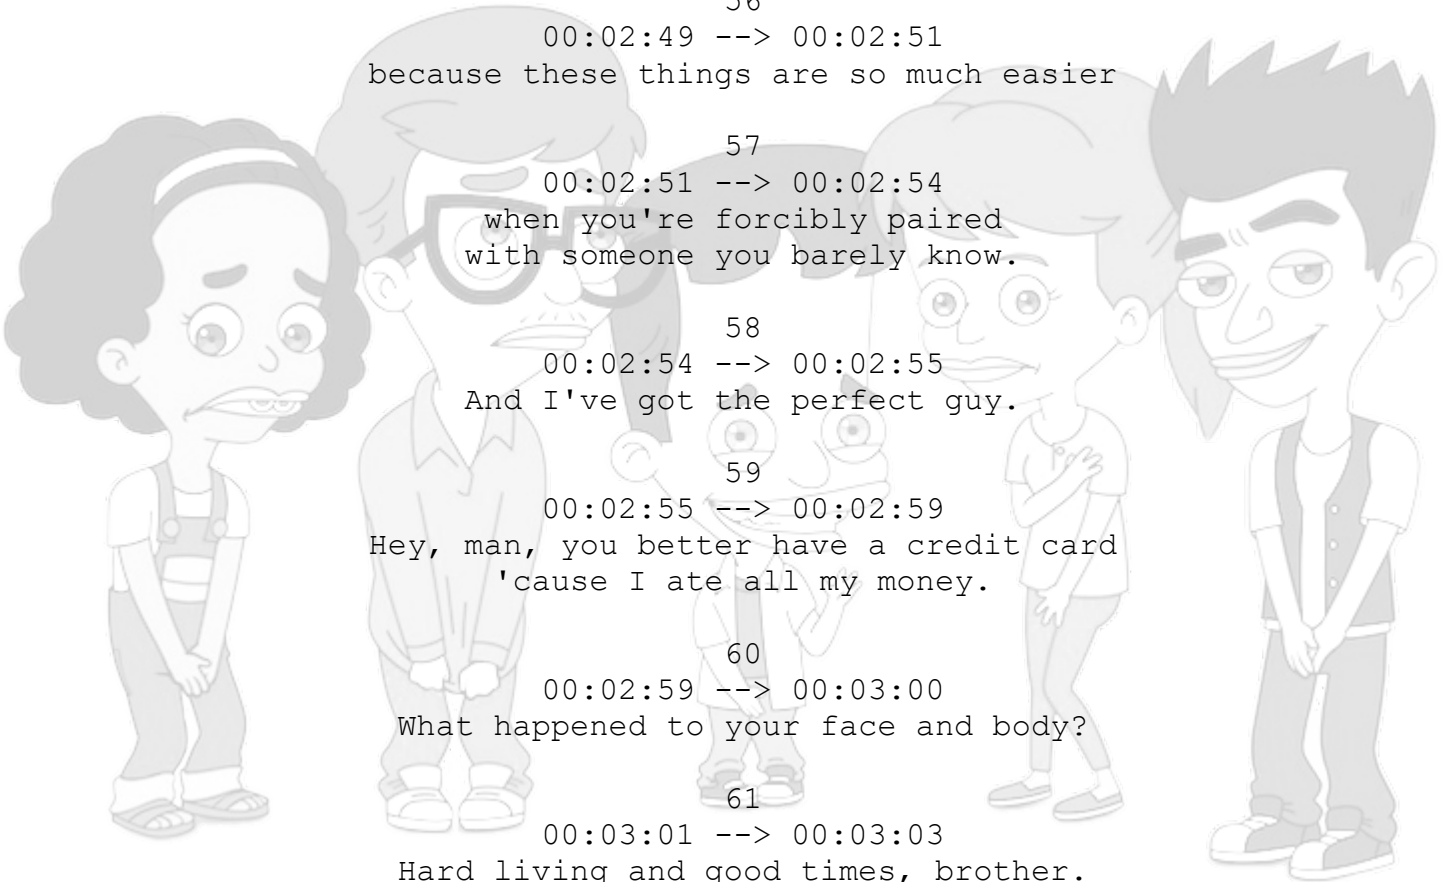 56
00:02:49 --> 00:02:51
because these things are so much easier
57
00:02:51 --> 00:02:54
when you're forcibly paired
with someone you barely know.
58
00:02:54 --> 00:02:55
And I've got the perfect guy.
59
00:02:55 --> 00:02:59
Hey, man, you better have a credit card
'cause I ate all my money.
60
00:02:59 --> 00:03:00
What happened to your face and body?
61
00:03:01 --> 00:03:03
Hard living and good times, brother.